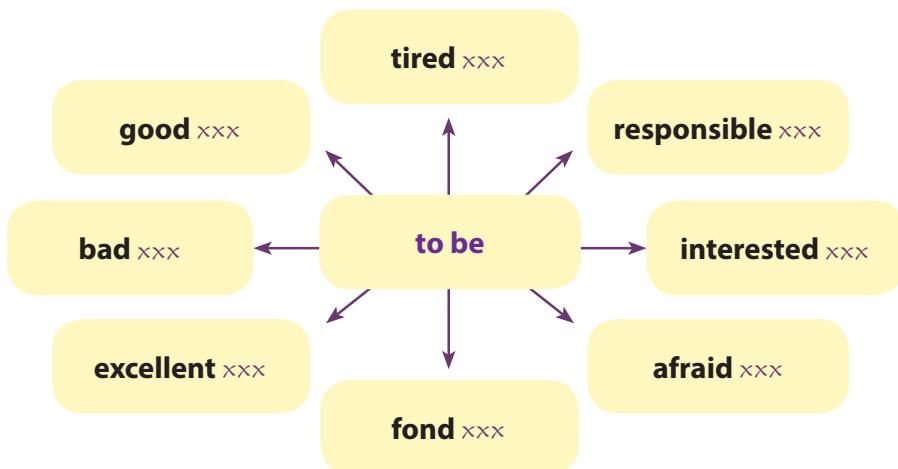 tired xxx
good xxx
responsible xxx
bad xxx
to be
interested xxx
excellent xxx
afraid xxx
fond xxx